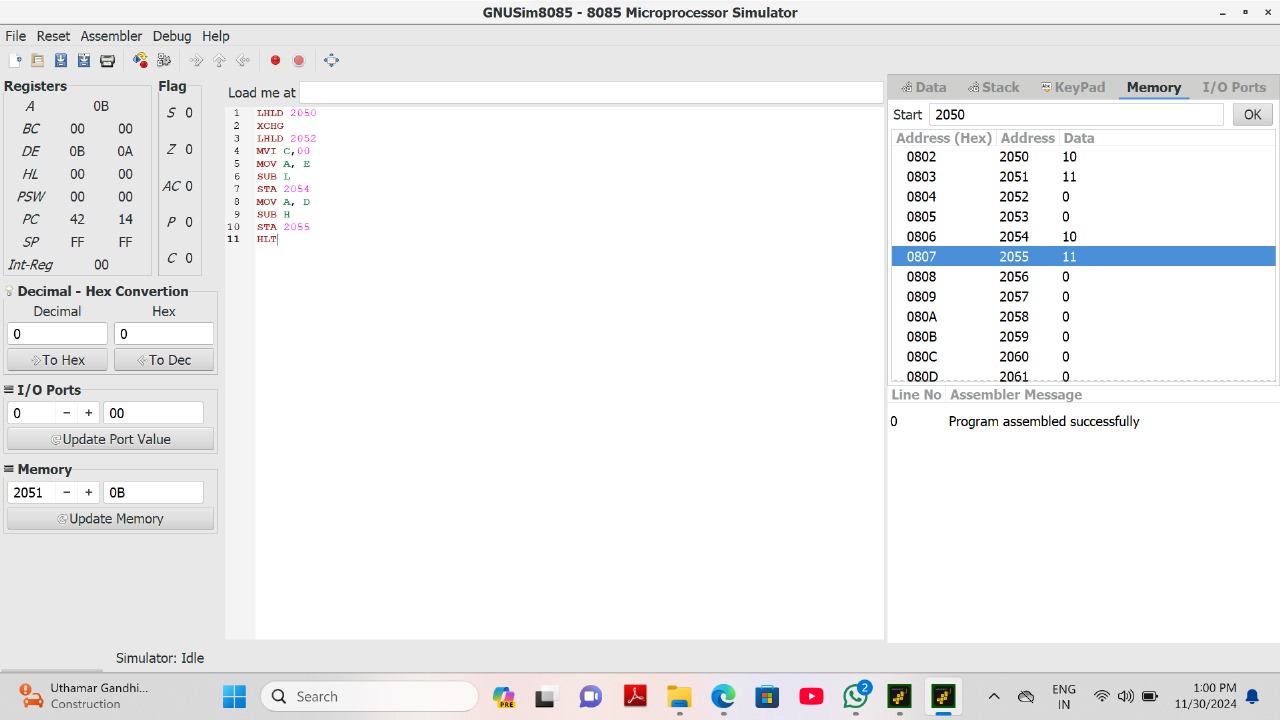 GNUSim8085 - 8085 Microprocessor Simulator
File Reset Assembler Debug Help
Registers
A 0B
BC 00 00
DE 0B 0A
HL 00 00
PSW 00 00
PC 42 14
SP FF FF
Int-Reg 00
Flag
S 0
Z 0
AC 0
P 0
C 0
Decimal - Hex Convertion
Decimal Hex
0 0
To Hex To Dec
I/O Ports
0 - + 00
Update Port Value
Memory
2051 - + 0B
Update Memory
Load me at
1 LHLD 2050
2 XCHG
3 LHLD 2052
4 MVI C,00
5 MOV A, E
6 SUB L
7 STA 2054
8 MOV A, D
9 SUB H
10 STA 2055
11 HLT
Data Stack KeyPad Memory I/O Ports
Start 2050 OK
Address (Hex) Address Data
0802 2050 10
0803 2051 11
0804 2052 0
0805 2053 0
0806 2054 10
0807 2055 11
0808 2056 0
0809 2057 0
080A 2058 0
080B 2059 0
080C 2060 0
080D 2061 0
Line No Assembler Message
0 Program assembled successfully
Simulator: Idle
Uthamar Gandhi...
Construction
Search
PRE
2
ENG
IN
1:00 PM
11/30/2024